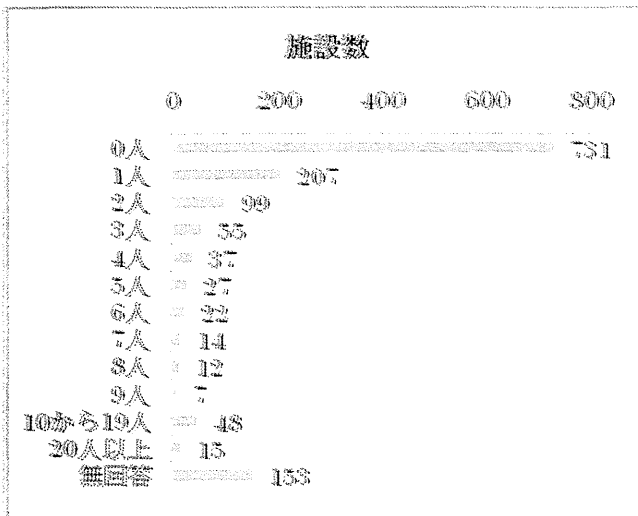 施設数
0 200 400 600 800
0人 731
1人 207
2人 99
3人 55
4人 37
5人 27
6人 22
7人 14
8人 12
9人 7
10から19人 48
20人以上 15
無回答 153